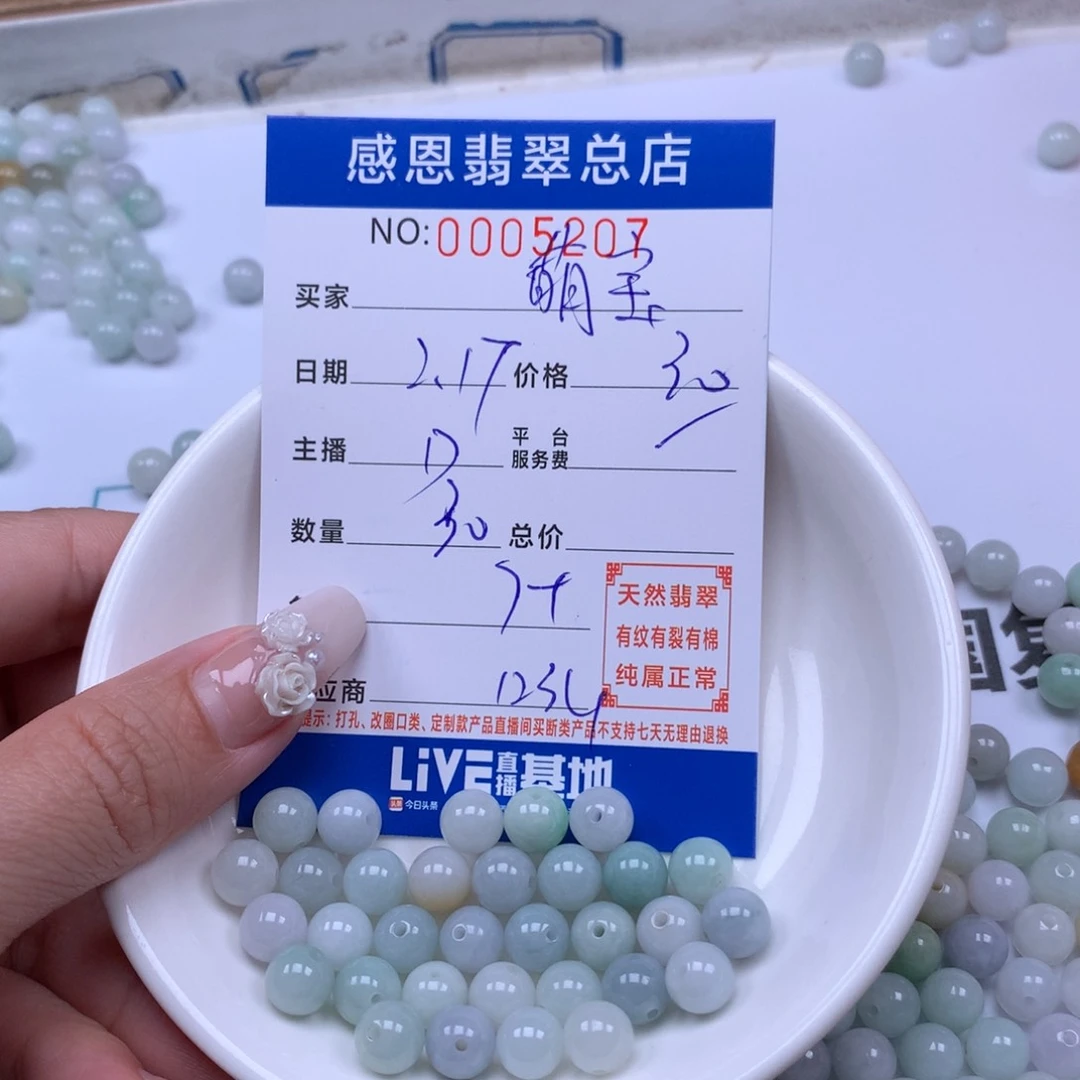 感恩翡翠总店
NO:0005207
买家 萌宝
日期 2.17 价格 30
主播 D 平台服务费
数量 30 总价
天然翡翠
有纹有裂有棉
纯属正常
应商 1234
提示：打孔、改圈口类、定制款产品直播间买断类产品不支持七天无理由退换
LiVE直播基地
今日头条